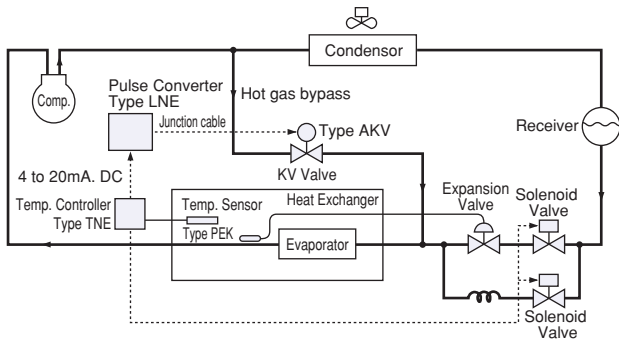 Condensor
Comp.
Pulse Converter
Type LNE
Junction cable
Hot gas bypass
Type AKV
KV Valve
Receiver
4 to 20mA. DC
Temp. Controller
Type TNE
Temp. Sensor
Type PEK
Heat Exchanger
Evaporator
Expansion
Valve
Solenoid
Valve
Solenoid
Valve